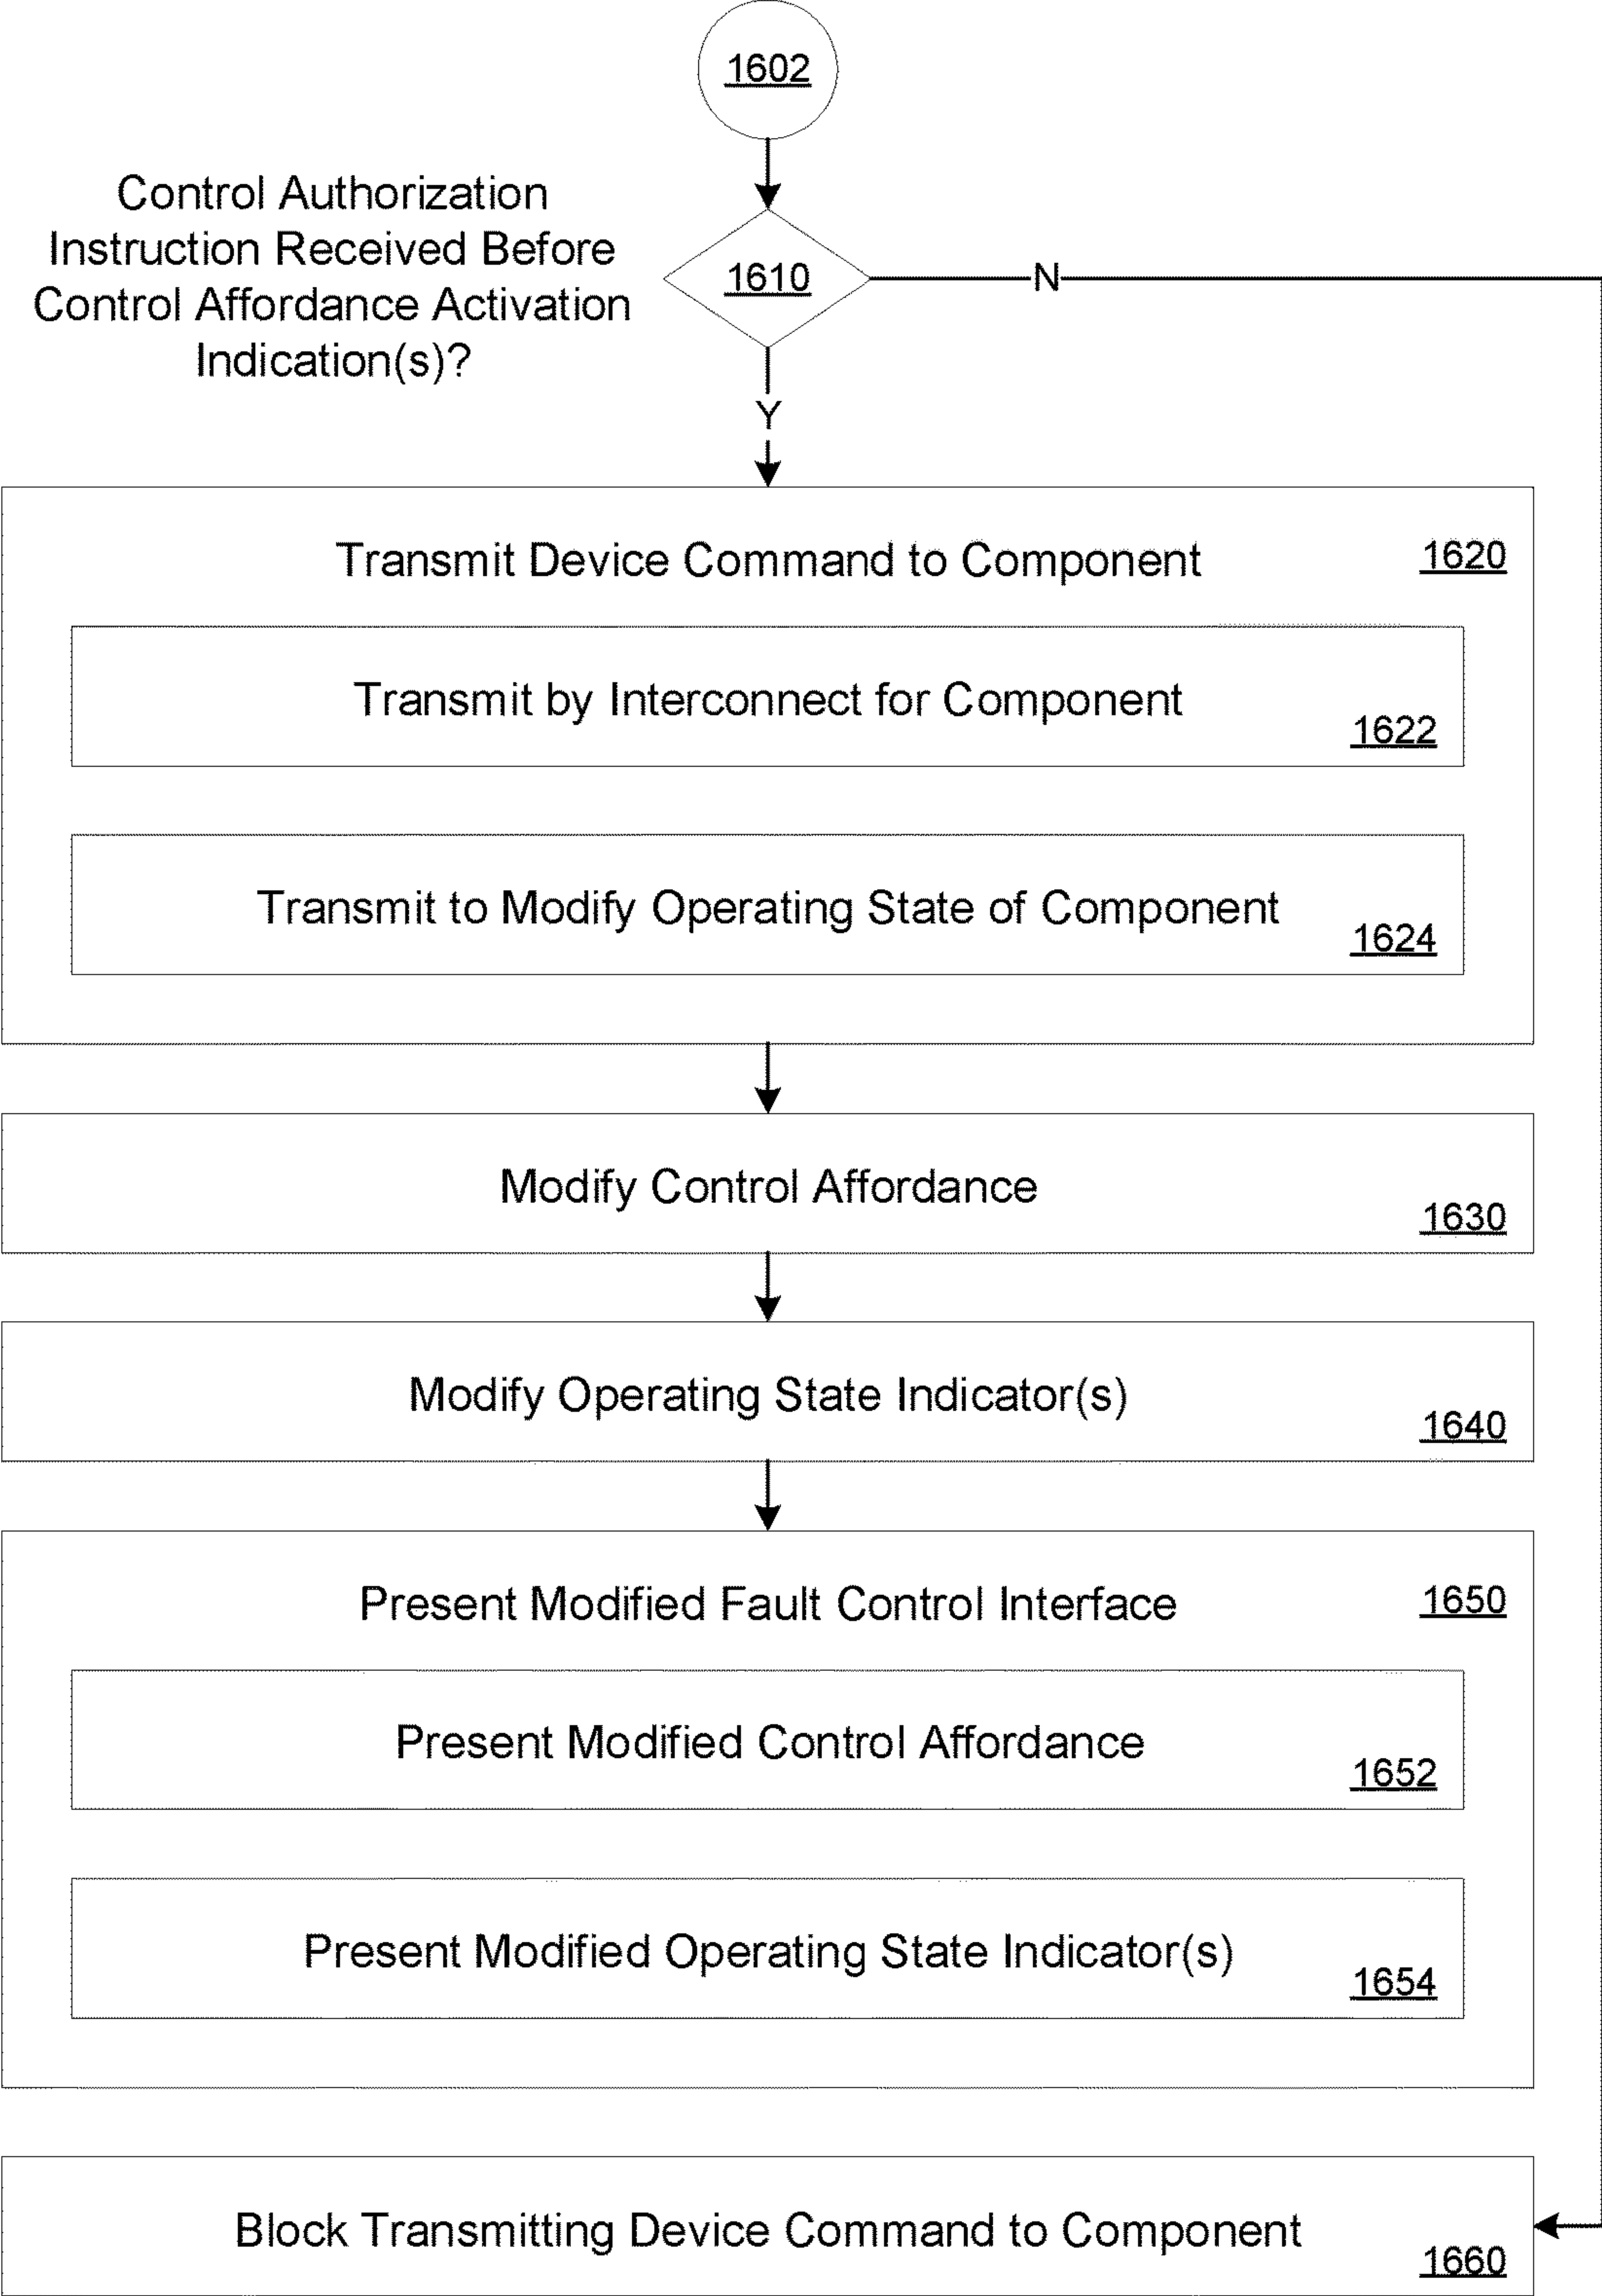 1602
Control Authorization
Instruction Received Before
Control Affordance Activation
Indication(s)?
1610
N
Y
Transmit Device Command to Component
1620
Transmit by Interconnect for Component
1622
Transmit to Modify Operating State of Component
1624
Modify Control Affordance
1630
Modify Operating State Indicator(s)
1640
Present Modified Fault Control Interface
1650
Present Modified Control Affordance
1652
Present Modified Operating State Indicator(s)
1654
Block Transmitting Device Command to Component
1660